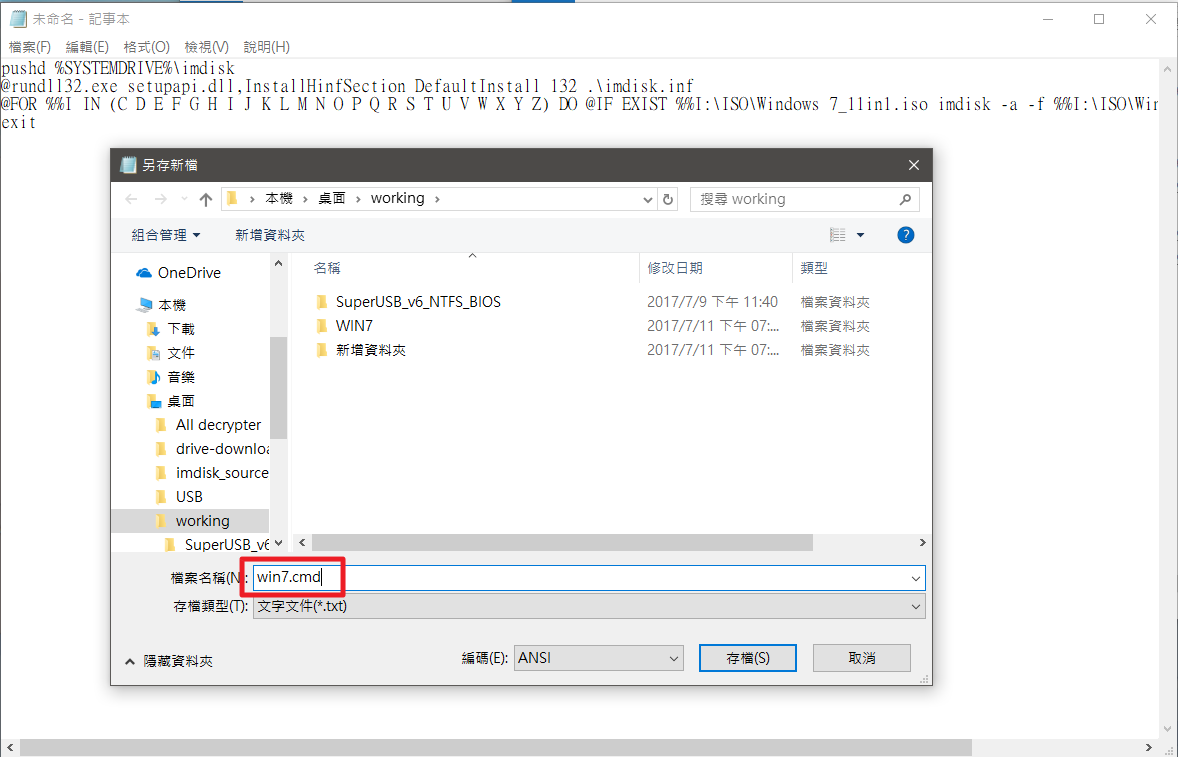 未命名 - 記事本
檔案(F) 編輯(E) 格式(O) 檢視(V) 說明(H)
pushd %SYSTEMDRIVE%\imdisk
@rundll32.exe setupapi.dll,InstallHinfSection DefaultInstall 132 .\imdisk.inf
@FOR %%I IN (C D E F G H I J K L M N O P Q R S T U V W X Y Z) DO @IF EXIST %%I:\ISO\Windows 7_11in1.iso imdisk -a -f %%I:\ISO\Win
exit
另存新檔
本機 > 桌面 > working >
搜尋 working
組合管理 新增資料夾
名稱 修改日期 類型
OneDrive
本機
下載
文件
音樂
桌面
All decrypter
drive-downloa
imdisk_source
USB
working
SuperUSB_v6
SuperUSB_v6_NTFS_BIOS 2017/7/9 下午 11:40 檔案資料夾
WIN7 2017/7/11 下午 07:... 檔案資料夾
新增資料夾 2017/7/11 下午 07:... 檔案資料夾
檔案名稱(N): win7.cmd
存檔類型(T): 文字文件(*.txt)
隱藏資料夾
編碼(E): ANSI
存檔(S)
取消